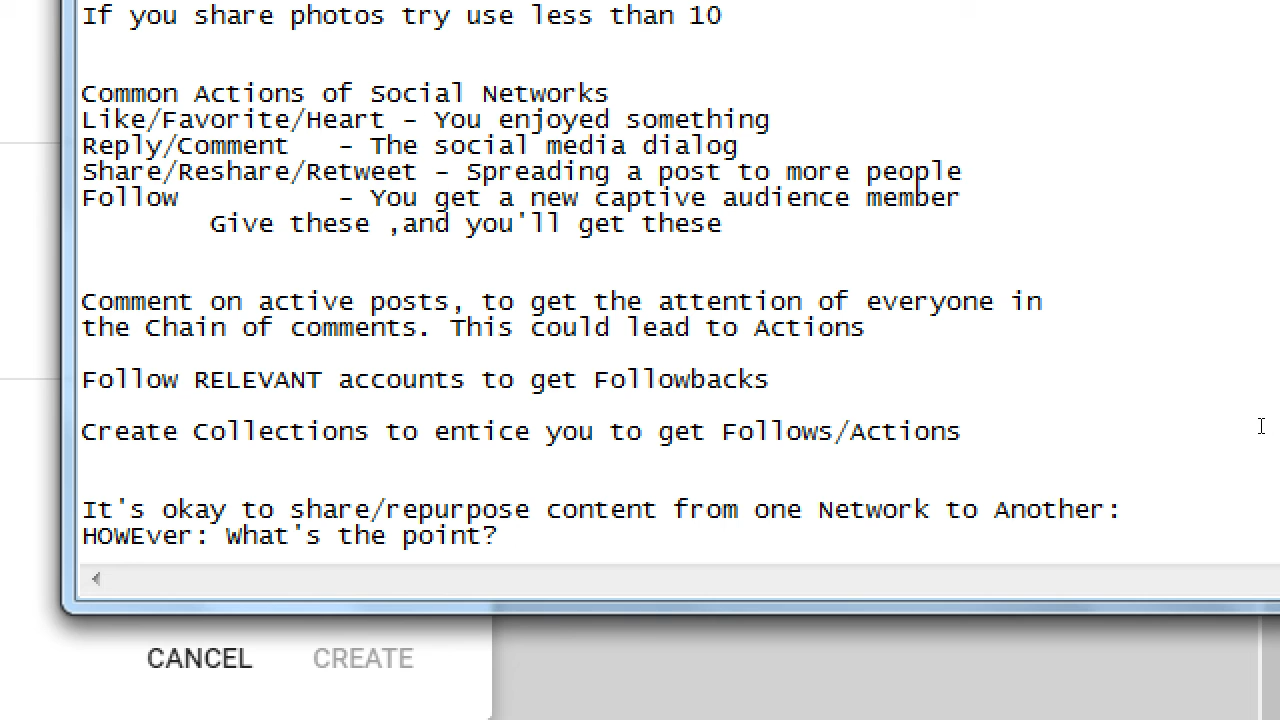 If you share photos try use less than 10
Common Actions of Social Networks
Like/Favorite/Heart - You enjoyed something
Reply/Comment - The social media dialog
Share/Reshare/Retweet - Spreading a post to more people
Follow - You get a new captive audience member
Give these ,and you'll get these
Comment on active posts, to get the attention of everyone in
the Chain of comments. This could lead to Actions
Follow RELEVANT accounts to get Followbacks
Create Collections to entice you to get Follows/Actions
It's okay to share/repurpose content from one Network to Another:
HOWEver: What's the point?
CANCEL CREATE